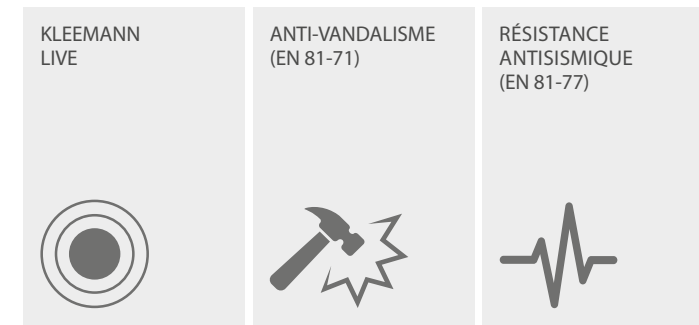 KLEEMANN
LIVE
ANTI-VANDALISME
(EN 81-71)
RÉSISTANCE
ANTISISMIQUE
(EN 81-77)